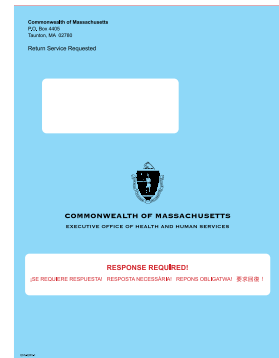 Commonwealth of Massachusetts
P.O. Box 4405
Taunton, MA 02780
Return Service Requested
COMMONWEALTH OF MASSACHUSETTS
EXECUTIVE OFFICE OF HEALTH AND HUMAN SERVICES
RESPONSE REQUIRED!
¡SE REQUIERE RESPUESTA! RESPOSTA NECESSÁRIA! REPONS OBLIGATWA! 要求回復！